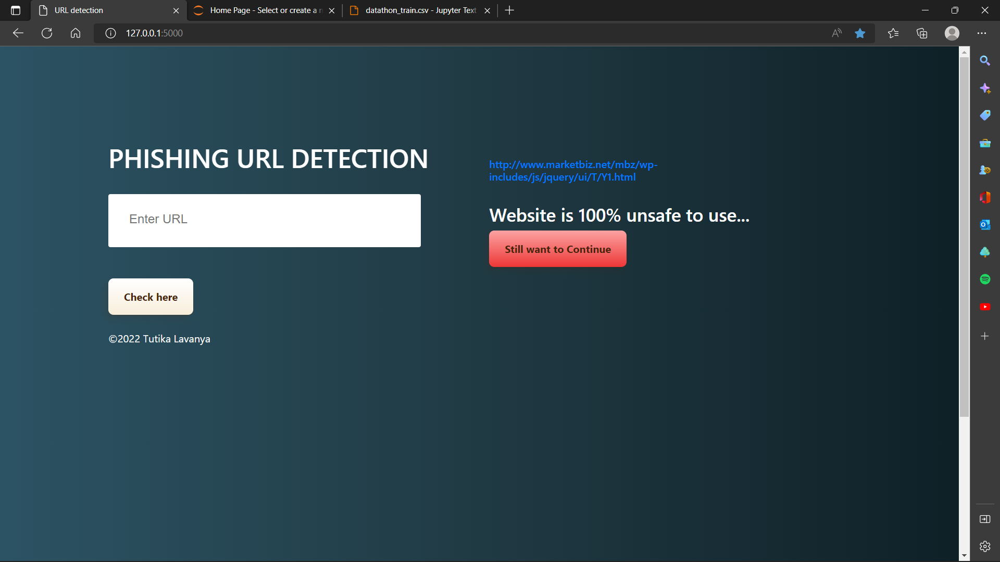 URL detection
Home Page - Select or create a n
datathon_train.csv - Jupyter Text
127.0.0.1:5000
PHISHING URL DETECTION
Enter URL
Check here
©2022 Tutika Lavanya
http://www.marketbiz.net/mbz/wp-
includes/js/jquery/ui/T/Y1.html
Website is 100% unsafe to use...
Still want to Continue